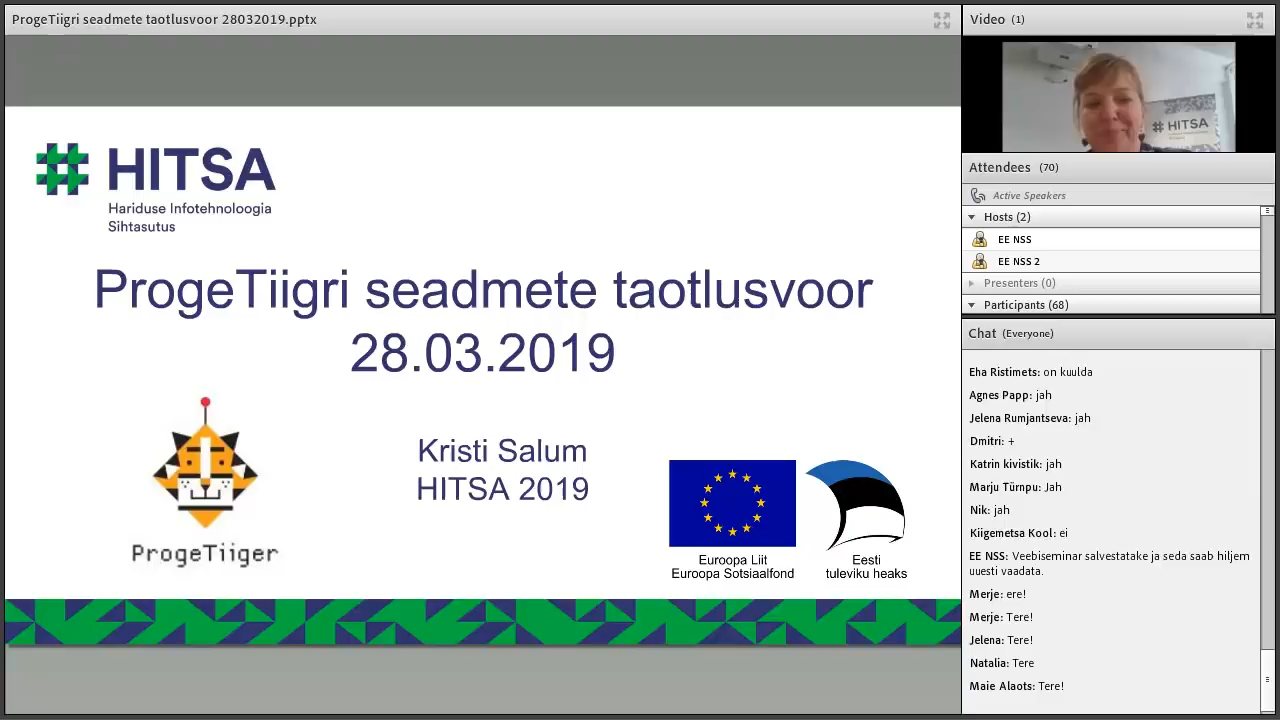 ProgeTiigri seadmete taotlusvoor 28032019.pptx
HITSA
Hariduse Infotehnoloogia
Sihtasutus
ProgeTiigri seadmete taotlusvoor
28.03.2019
Kristi Salum
HITSA 2019
ProgeTiiger
Euroopa Liit
Euroopa Sotsiaalfond
Eesti
tuleviku heaks
Video (1)
HITSA
Attendees (70)
Active Speakers
Hosts (2)
EE NSS
EE NSS 2
Presenters (0)
Participants (68)
Chat (Everyone)
Eha Ristimets: on kuulda
Agnes Papp: jah
Jelena Rumjantseva: jah
Dmitri: +
Katrin kivistik: jah
Marju Türnpu: Jah
Nik: jah
Kiigemetsa Kool: ei
EE NSS: Veebiseminar salvestatake ja seda saab hiljem
uuesti vaadata.
Merje: ere!
Merje: Tere!
Jelena: Tere!
Natalia: Tere
Maie Alaots: Tere!